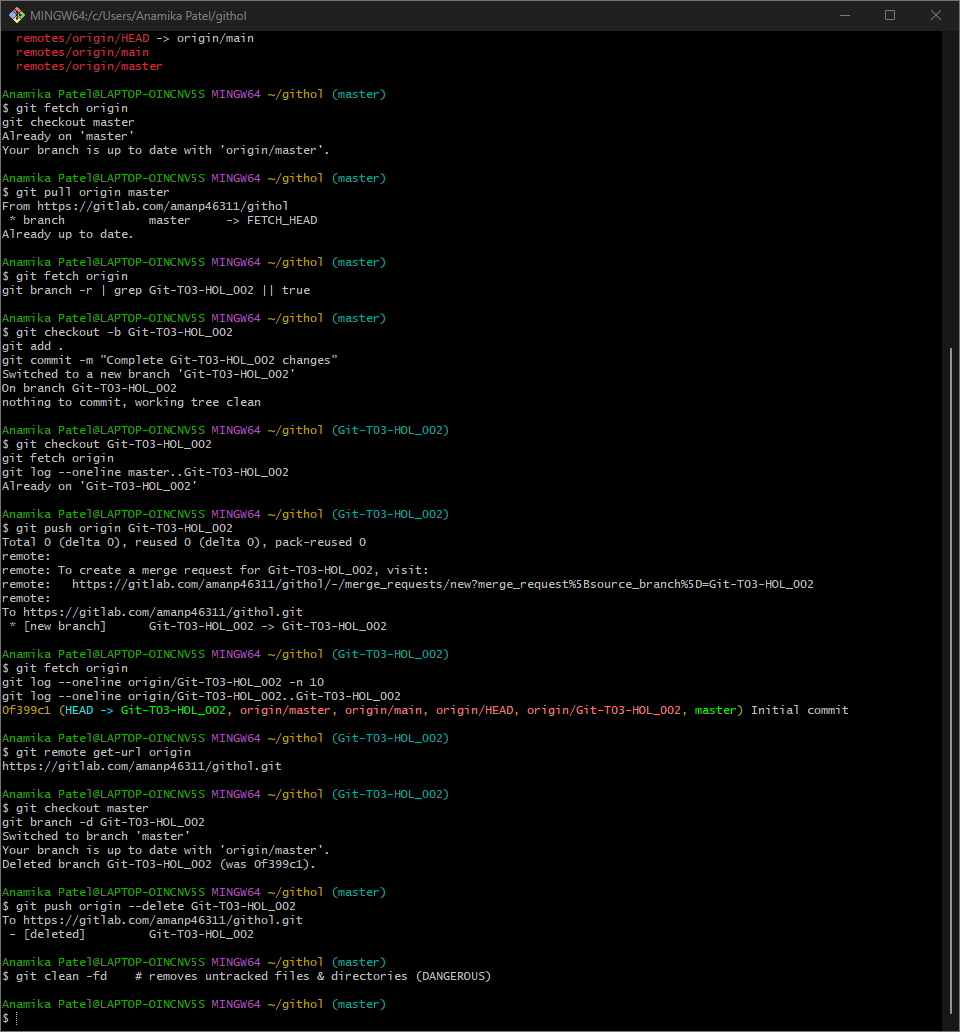 MINGW64:/c/Users/Anamika Patel/githol
  remotes/origin/HEAD -> origin/main
  remotes/origin/main
  remotes/origin/master

Anamika Patel@LAPTOP-OINCNV5S MINGW64 ~/githol (master)
$ git fetch origin
git checkout master
Already on 'master'
Your branch is up to date with 'origin/master'.

Anamika Patel@LAPTOP-OINCNV5S MINGW64 ~/githol (master)
$ git pull origin master
From https://gitlab.com/amanp46311/githol
 * branch            master     -> FETCH_HEAD
Already up to date.

Anamika Patel@LAPTOP-OINCNV5S MINGW64 ~/githol (master)
$ git fetch origin
git branch -r | grep Git-T03-HOL_002 || true

Anamika Patel@LAPTOP-OINCNV5S MINGW64 ~/githol (master)
$ git checkout -b Git-T03-HOL_002
git add .
git commit -m "Complete Git-T03-HOL_002 changes"
Switched to a new branch 'Git-T03-HOL_002'
On branch Git-T03-HOL_002
nothing to commit, working tree clean

Anamika Patel@LAPTOP-OINCNV5S MINGW64 ~/githol (Git-T03-HOL_002)
$ git checkout Git-T03-HOL_002
git fetch origin
git log --oneline master..Git-T03-HOL_002
Already on 'Git-T03-HOL_002'

Anamika Patel@LAPTOP-OINCNV5S MINGW64 ~/githol (Git-T03-HOL_002)
$ git push origin Git-T03-HOL_002
Total 0 (delta 0), reused 0 (delta 0), pack-reused 0
remote:
remote: To create a merge request for Git-T03-HOL_002, visit:
remote:   https://gitlab.com/amanp46311/githol/-/merge_requests/new?merge_request%5Bsource_branch%5D=Git-T03-HOL_002
remote:
To https://gitlab.com/amanp46311/githol.git
 * [new branch]      Git-T03-HOL_002 -> Git-T03-HOL_002

Anamika Patel@LAPTOP-OINCNV5S MINGW64 ~/githol (Git-T03-HOL_002)
$ git fetch origin
git log --oneline origin/Git-T03-HOL_002 -n 10
git log --oneline origin/Git-T03-HOL_002..Git-T03-HOL_002
0f399c1 (HEAD -> Git-T03-HOL_002, origin/master, origin/main, origin/HEAD, origin/Git-T03-HOL_002, master) Initial commit

Anamika Patel@LAPTOP-OINCNV5S MINGW64 ~/githol (Git-T03-HOL_002)
$ git remote get-url origin
https://gitlab.com/amanp46311/githol.git

Anamika Patel@LAPTOP-OINCNV5S MINGW64 ~/githol (Git-T03-HOL_002)
$ git checkout master
git branch -d Git-T03-HOL_002
Switched to branch 'master'
Your branch is up to date with 'origin/master'.
Deleted branch Git-T03-HOL_002 (was 0f399c1).

Anamika Patel@LAPTOP-OINCNV5S MINGW64 ~/githol (master)
$ git push origin --delete Git-T03-HOL_002
To https://gitlab.com/amanp46311/githol.git
 - [deleted]         Git-T03-HOL_002

Anamika Patel@LAPTOP-OINCNV5S MINGW64 ~/githol (master)
$ git clean -fd    # removes untracked files & directories (DANGEROUS)

Anamika Patel@LAPTOP-OINCNV5S MINGW64 ~/githol (master)
$